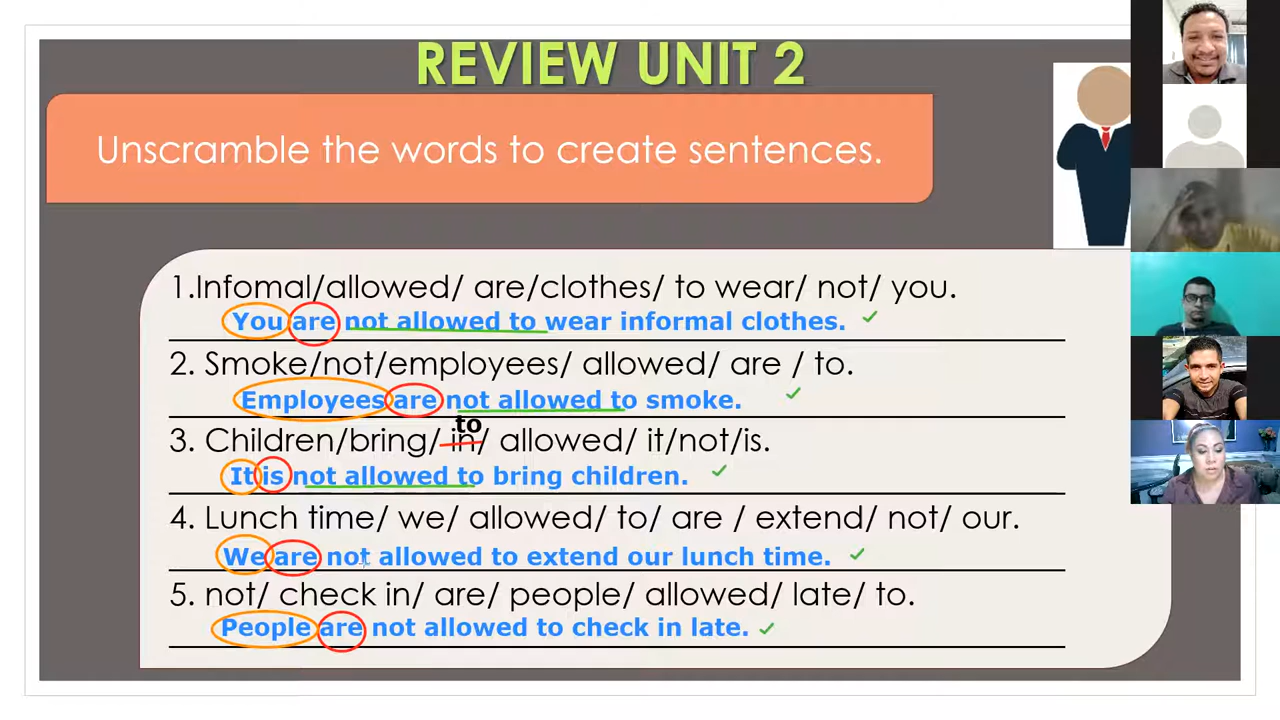 REVIEW UNIT 2
Unscramble the words to create sentences.
1.Infomal/allowed/ are/clothes/ to wear/ not/ you.
You are not allowed to wear informal clothes.
2. Smoke/not/employees/ allowed/ are / to.
Employees are not allowed to smoke.
to
3. Children/bring/ in/ allowed/ it/not/is.
It is not allowed to bring children.
4. Lunch time/ we/ allowed/ to/ are / extend/ not/ our.
We are not allowed to extend our lunch time.
5. not/ check in/ are/ people/ allowed/ late/ to.
People are not allowed to check in late.